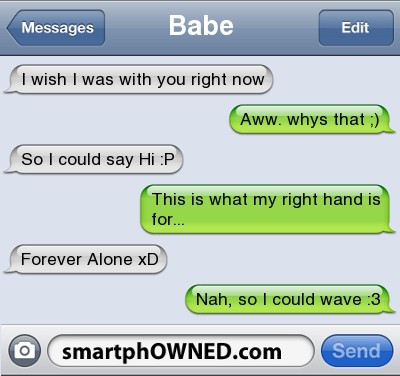 Messages
Babe
Edit
I wish I was with you right now
Aww. whys that ;)
So I could say Hi :P
This is what my right hand is
for...
Forever Alone xD
Nah, so I could wave :3
smartphOWNED.com
Send